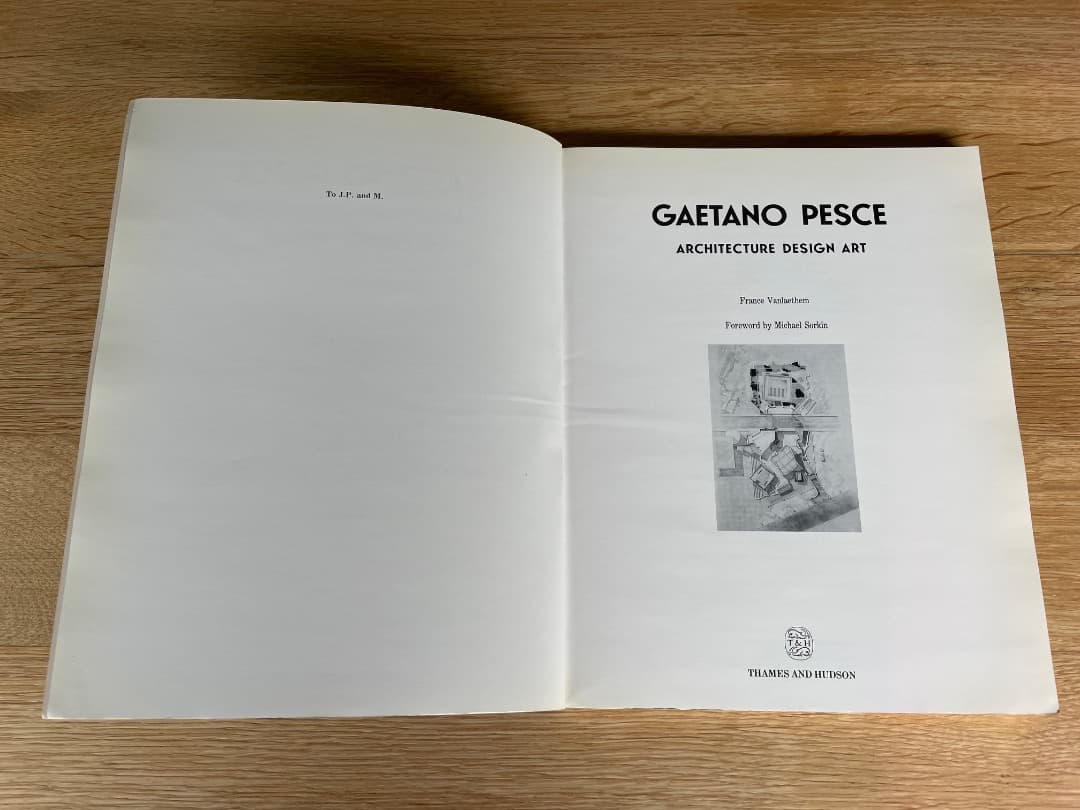 To J.P. and M.
GAETANO PESCE
ARCHITECTURE DESIGN ART
France Vanlaethem
Foreword by Michael Sorkin
T & H
THAMES AND HUDSON